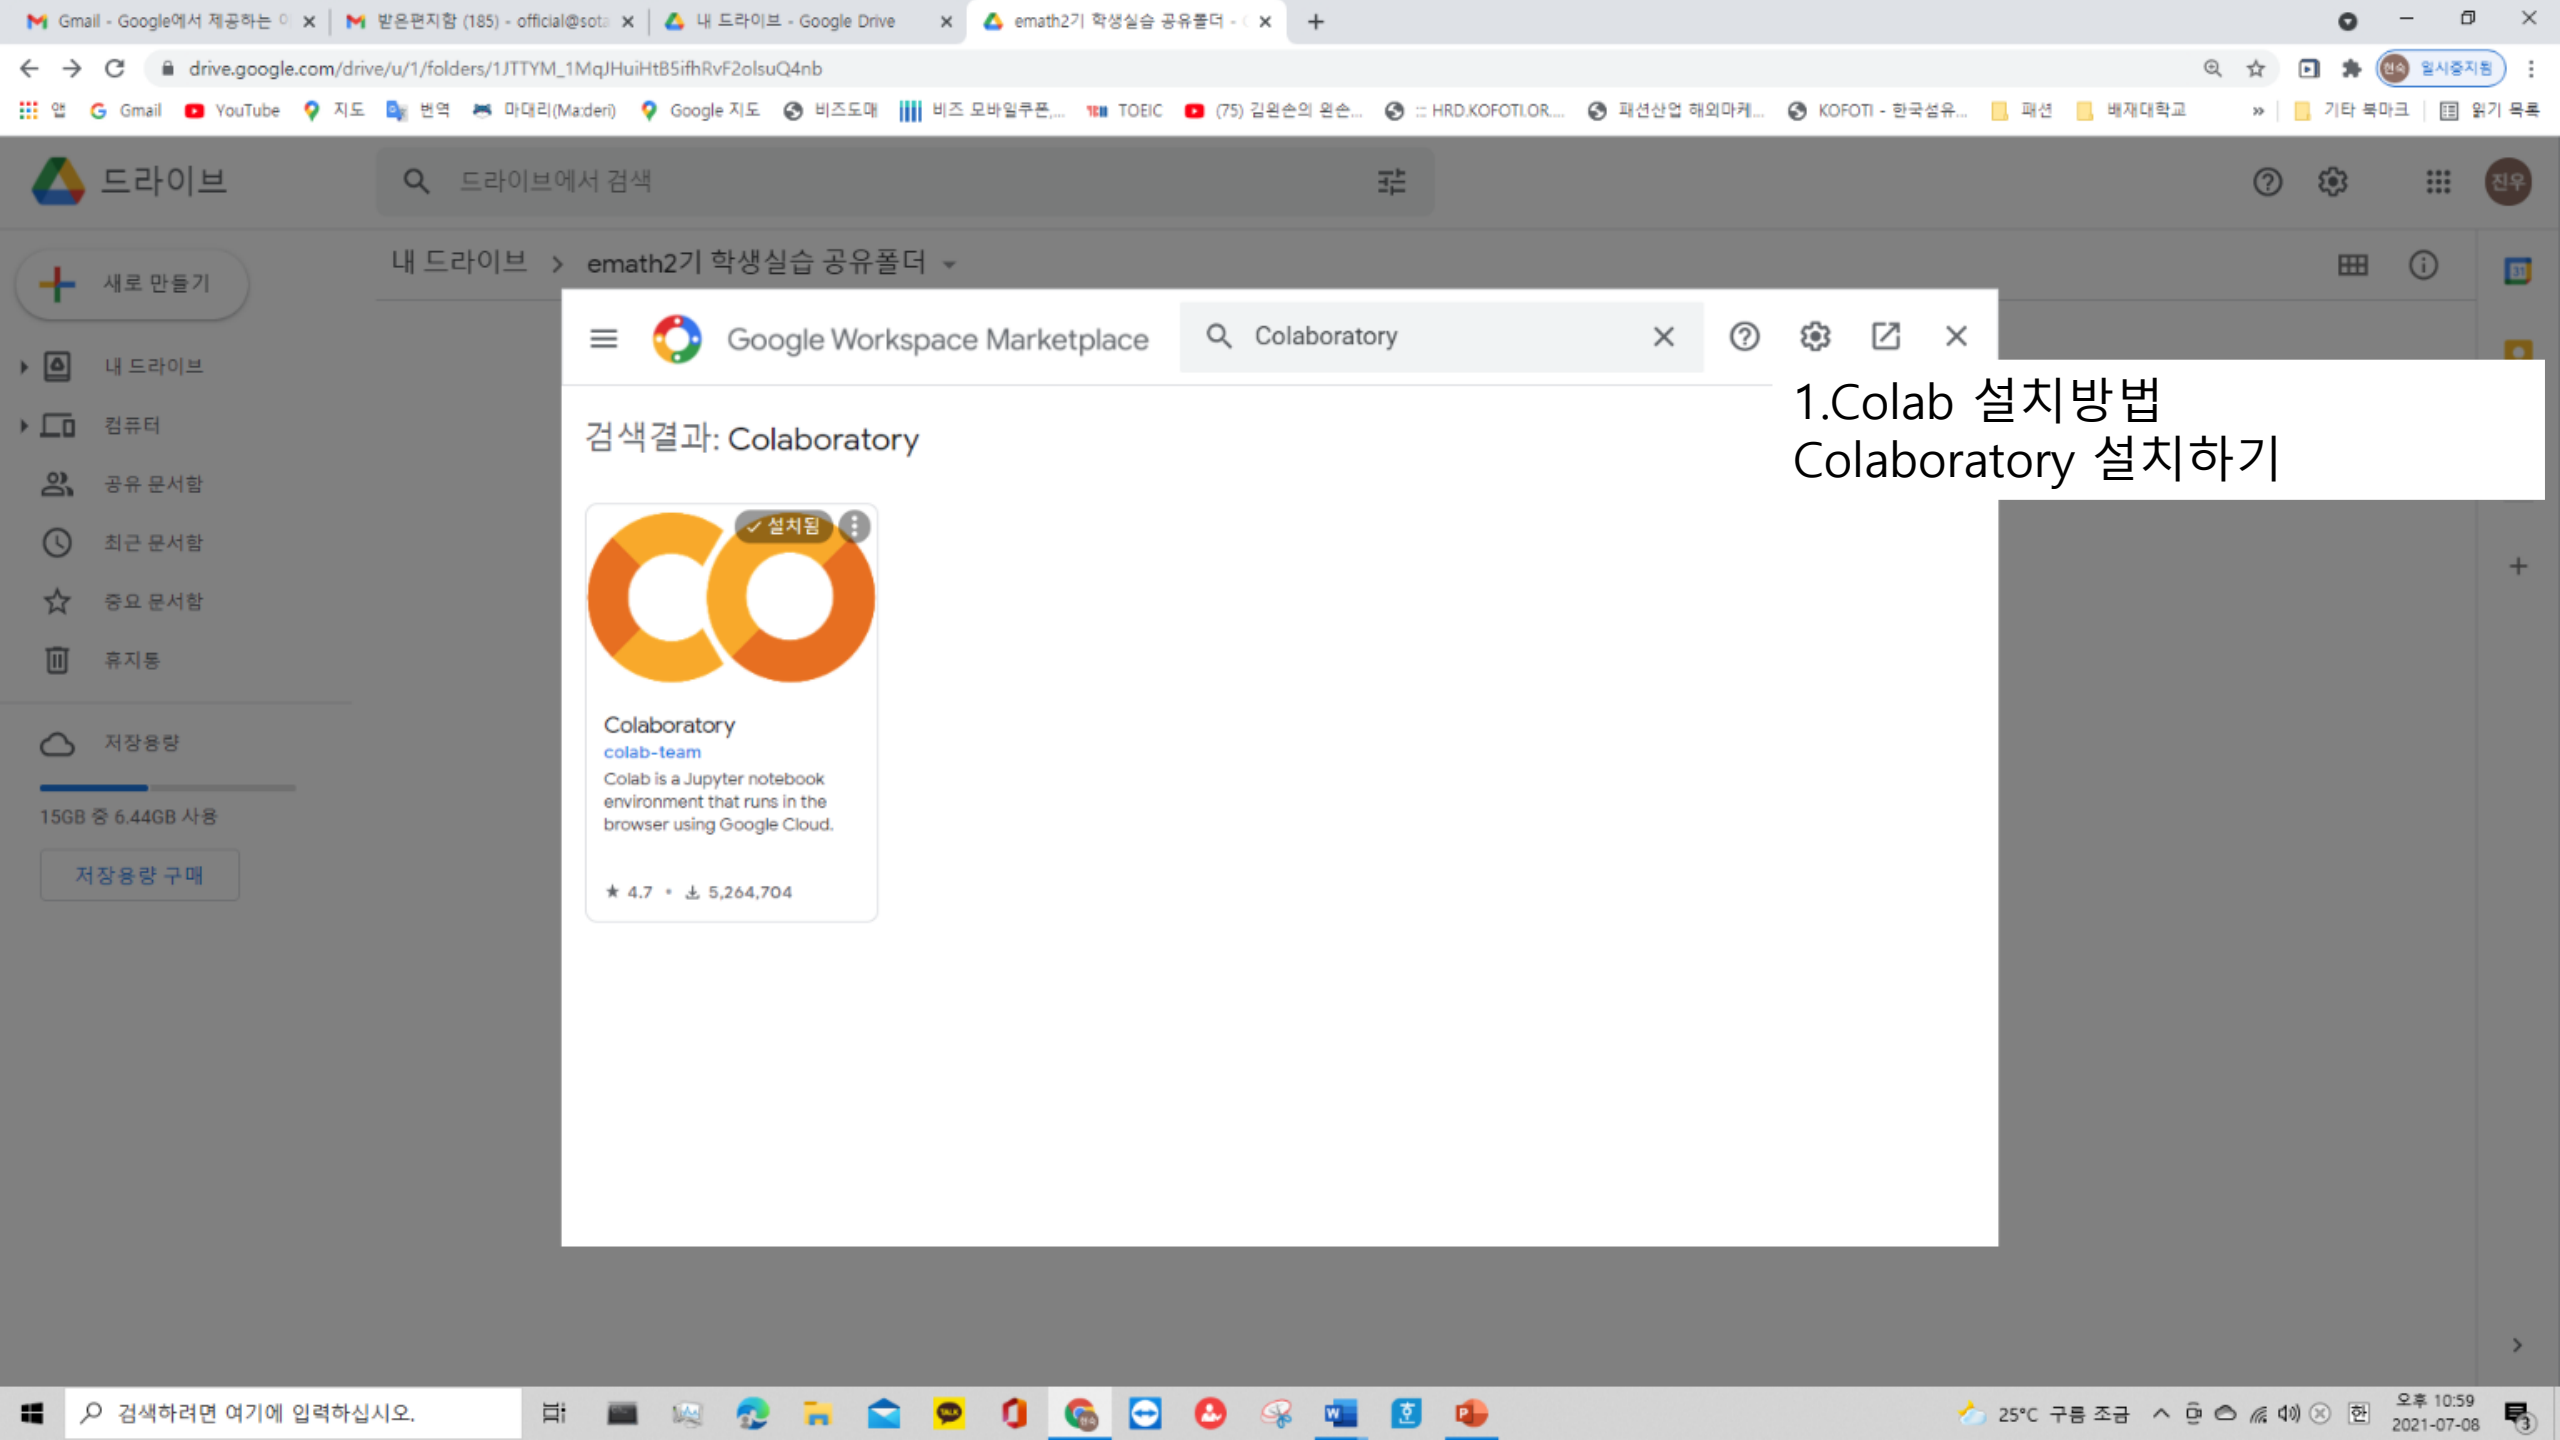 Gmail - Google에서 제공하는
받은편지함 (185) - official@sota
내 드라이브 - Google Drive
emath2기 학생실습 공유폴더 -
drive.google.com/drive/u/1/folders/1JTTYM_1MqJHuiHtB5ifhRvF2olsuQ4nb
현숙 일시중지됨
앱
Gmail
YouTube
지도
번역
마대리(Ma:deri)
Google 지도
비즈도매
비즈 모바일쿠폰,...
TOEIC
(75) 김왼손의 왼손...
::: HRD.KOFOTI.OR....
패션산업 해외마케...
KOFOTI - 한국섬유...
패션
배재대학교
»
기타 북마크
읽기 목록
드라이브
드라이브에서 검색
진우
새로 만들기
내 드라이브 > emath2기 학생실습 공유폴더
31
내 드라이브
컴퓨터
공유 문서함
최근 문서함
중요 문서함
휴지통
저장용량
15GB 중 6.44GB 사용
저장용량 구매
Google Workspace Marketplace
Colaboratory
1.Colab 설치방법
Colaboratory 설치하기
검색결과: Colaboratory
설치됨
Colaboratory
colab-team
Colab is a Jupyter notebook
environment that runs in the
browser using Google Cloud.
★ 4.7 • 5,264,704
검색하려면 여기에 입력하십시오.
TALK
25°C 구름 조금
한
오후 10:59
2021-07-08
3